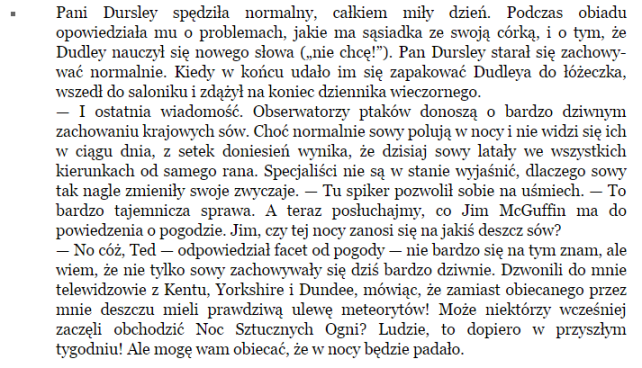 Pani Dursley spędziła normalny, całkiem miły dzień. Podczas obiadu
opowiedziała mu o problemach, jakie ma sąsiadka ze swoją córką, i o tym, że
Dudley nauczył się nowego słowa („nie chcę!”). Pan Dursley starał się zachowy-
wać normalnie. Kiedy w końcu udało im się zapakować Dudleya do łóżeczka,
wszedł do saloniku i zdążył na koniec dziennika wieczornego.
— I ostatnia wiadomość. Obserwatorzy ptaków donoszą o bardzo dziwnym
zachowaniu krajowych sów. Choć normalnie sowy polują w nocy i nie widzi się ich
w ciągu dnia, z setek doniesień wynika, że dzisiaj sowy latały we wszystkich
kierunkach od samego rana. Specjaliści nie są w stanie wyjaśnić, dlaczego sowy
tak nagle zmieniły swoje zwyczaje. — Tu spiker pozwolił sobie na uśmiech. — To
bardzo tajemnicza sprawa. A teraz posłuchajmy, co Jim McGuffin ma do
powiedzenia o pogodzie. Jim, czy tej nocy zanosi się na jakiś deszcz sów?
— No cóż, Ted — odpowiedział facet od pogody — nie bardzo się na tym znam, ale
wiem, że nie tylko sowy zachowywały się dziś bardzo dziwnie. Dzwonili do mnie
telewidzowie z Kentu, Yorkshire i Dundee, mówiąc, że zamiast obiecanego przez
mnie deszczu mieli prawdziwą ulewę meteorytów! Może niektórzy wcześniej
zaczęli obchodzić Noc Sztucznych Ogni? Ludzie, to dopiero w przyszłym
tygodniu! Ale mogę wam obiecać, że w nocy będzie padało.